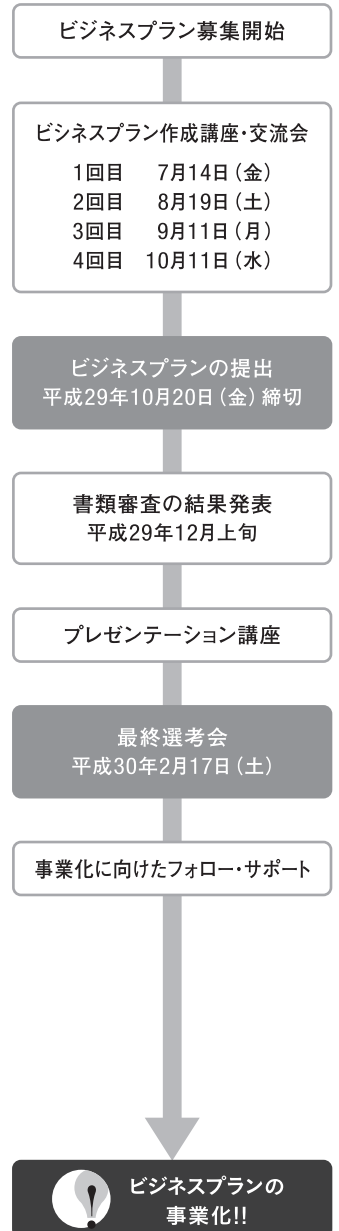 ビジネスプラン募集開始
ビシネスプラン作成講座・交流会
1回目 7月14日(金)
2回目 8月19日(土)
3回目 9月11日(月)
4回目 10月11日(水)
ビジネスプランの提出
平成29年10月20日(金)締切
書類審査の結果発表
平成29年12月上旬
プレゼンテーション講座
最終選考会
平成30年2月17日(土)
事業化に向けたフォロー・サポート
ビジネスプランの
事業化!!